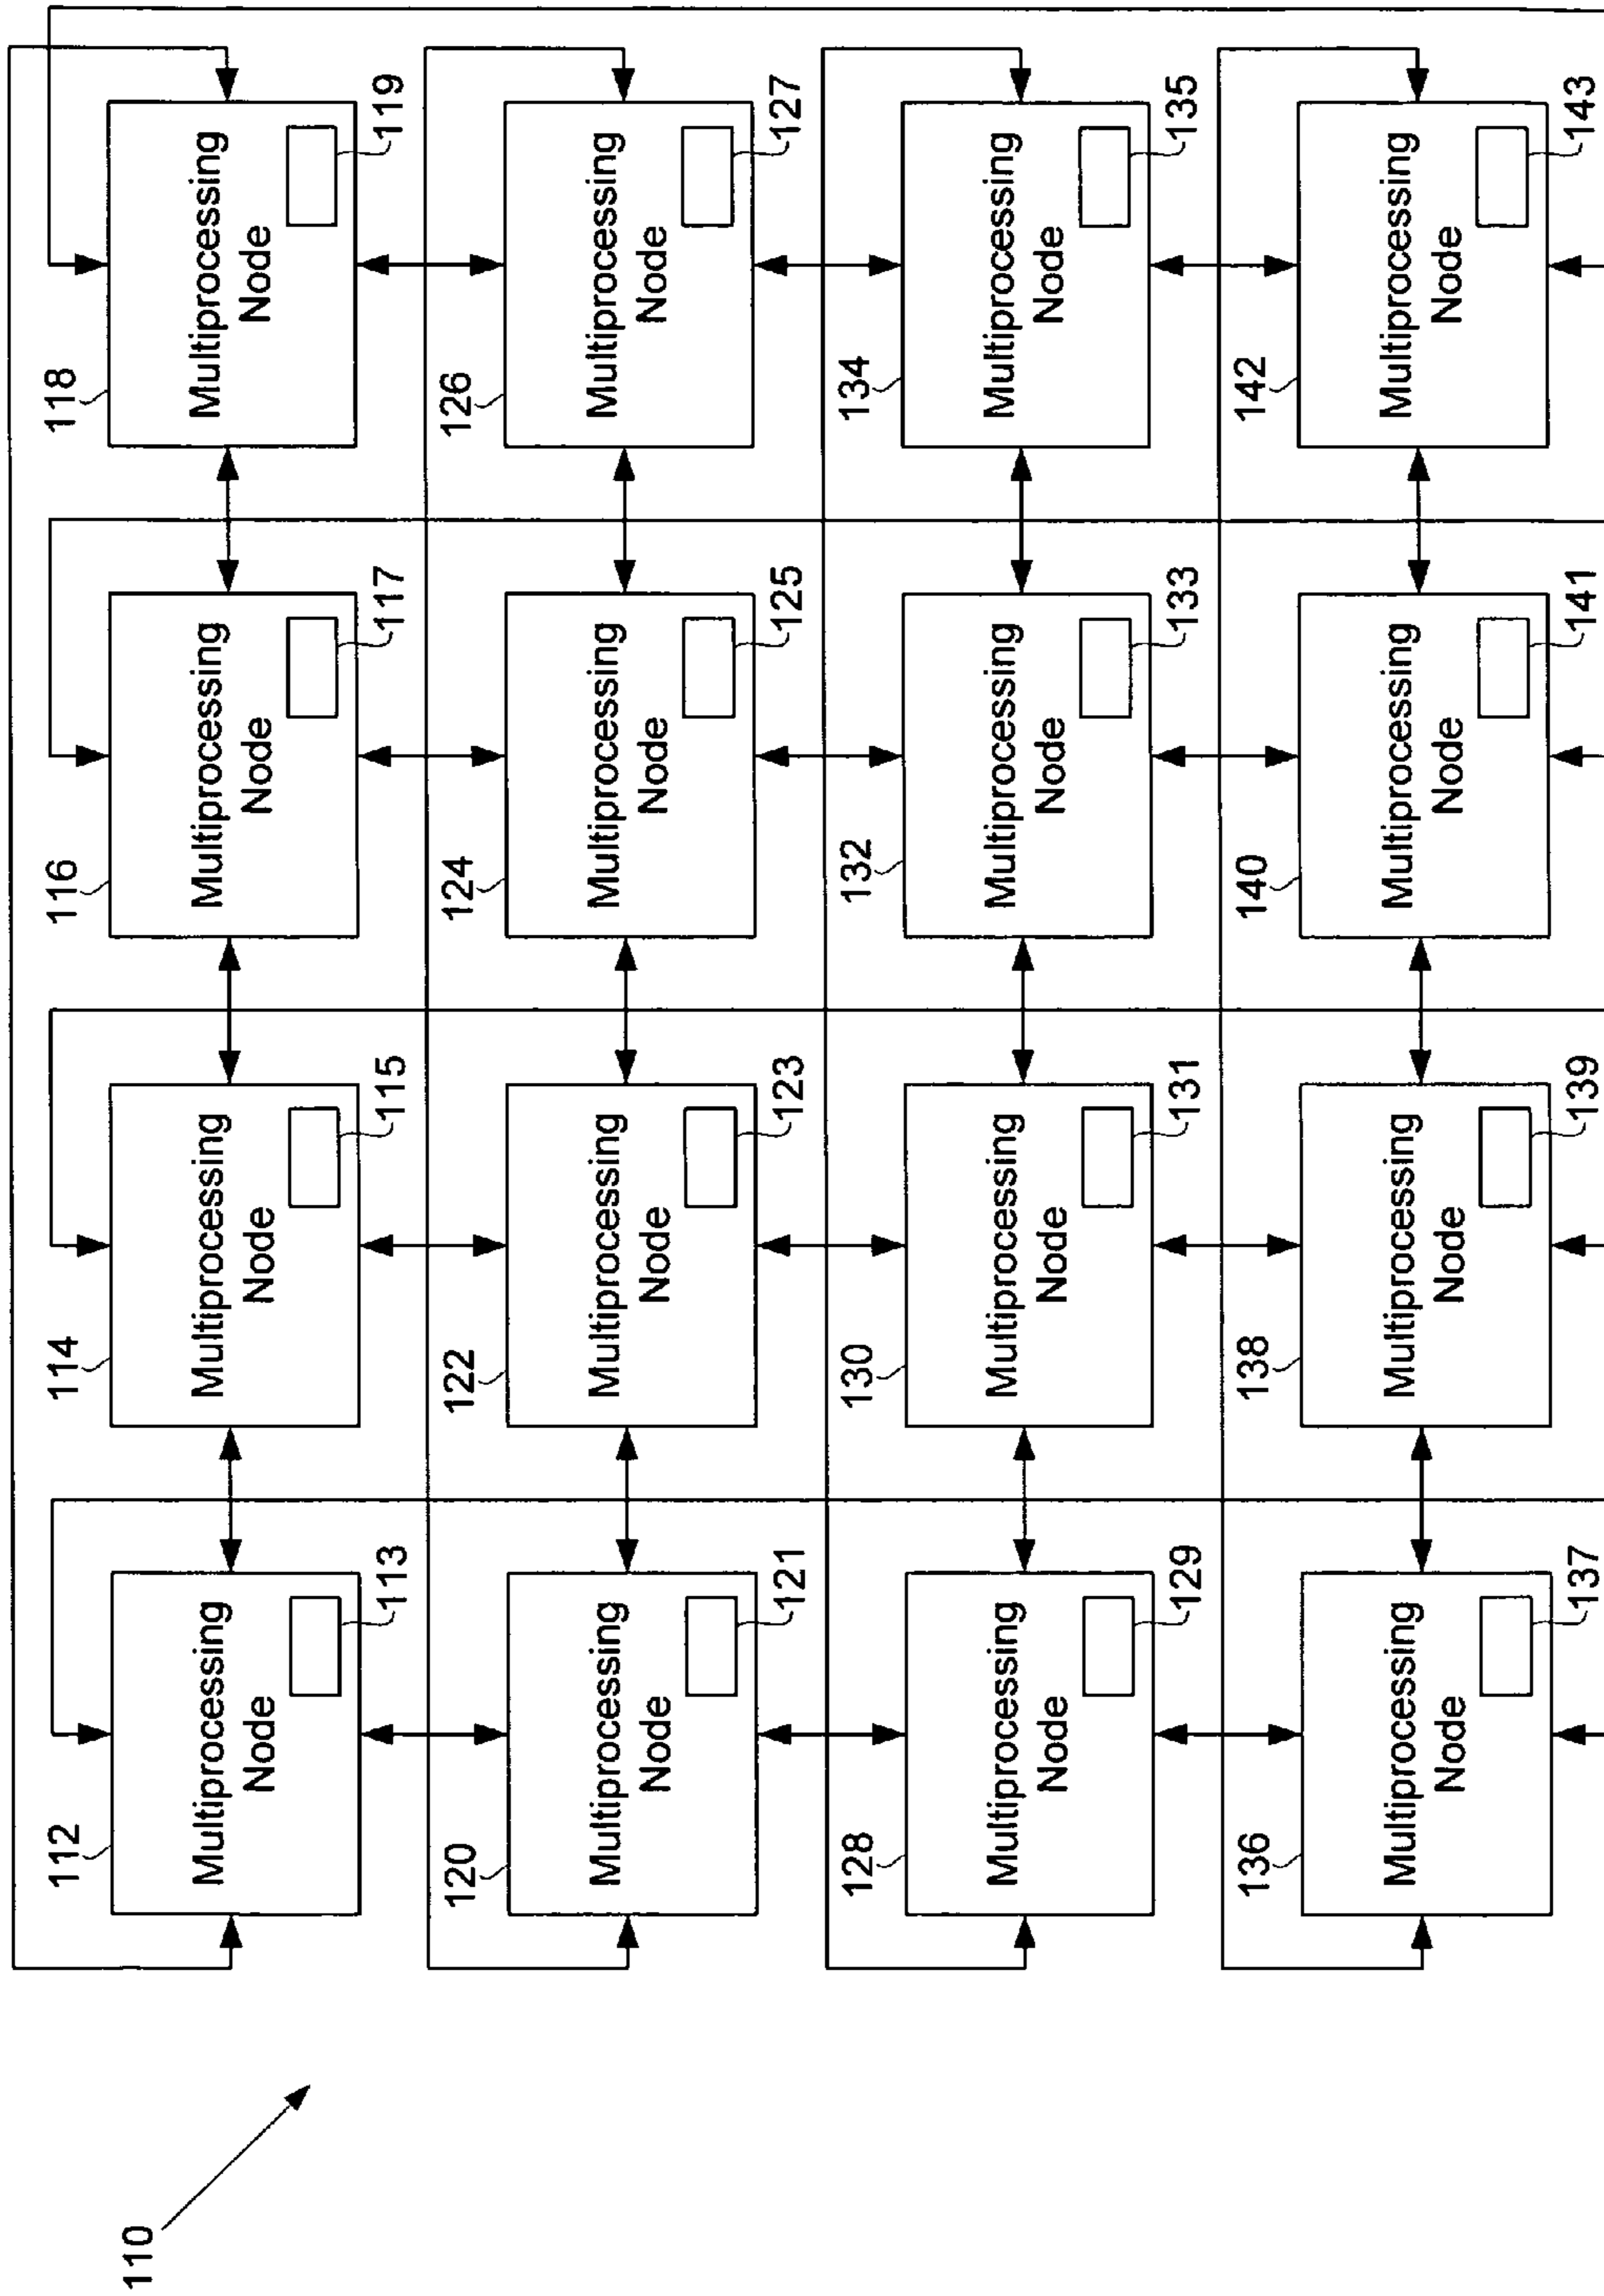 110
112
Multiprocessing
Node
113
114
Multiprocessing
Node
115
116
Multiprocessing
Node
117
118
Multiprocessing
Node
119
120
Multiprocessing
Node
121
122
Multiprocessing
Node
123
124
Multiprocessing
Node
125
126
Multiprocessing
Node
127
128
Multiprocessing
Node
129
130
Multiprocessing
Node
131
132
Multiprocessing
Node
133
134
Multiprocessing
Node
135
136
Multiprocessing
Node
137
138
Multiprocessing
Node
139
140
Multiprocessing
Node
141
142
Multiprocessing
Node
143